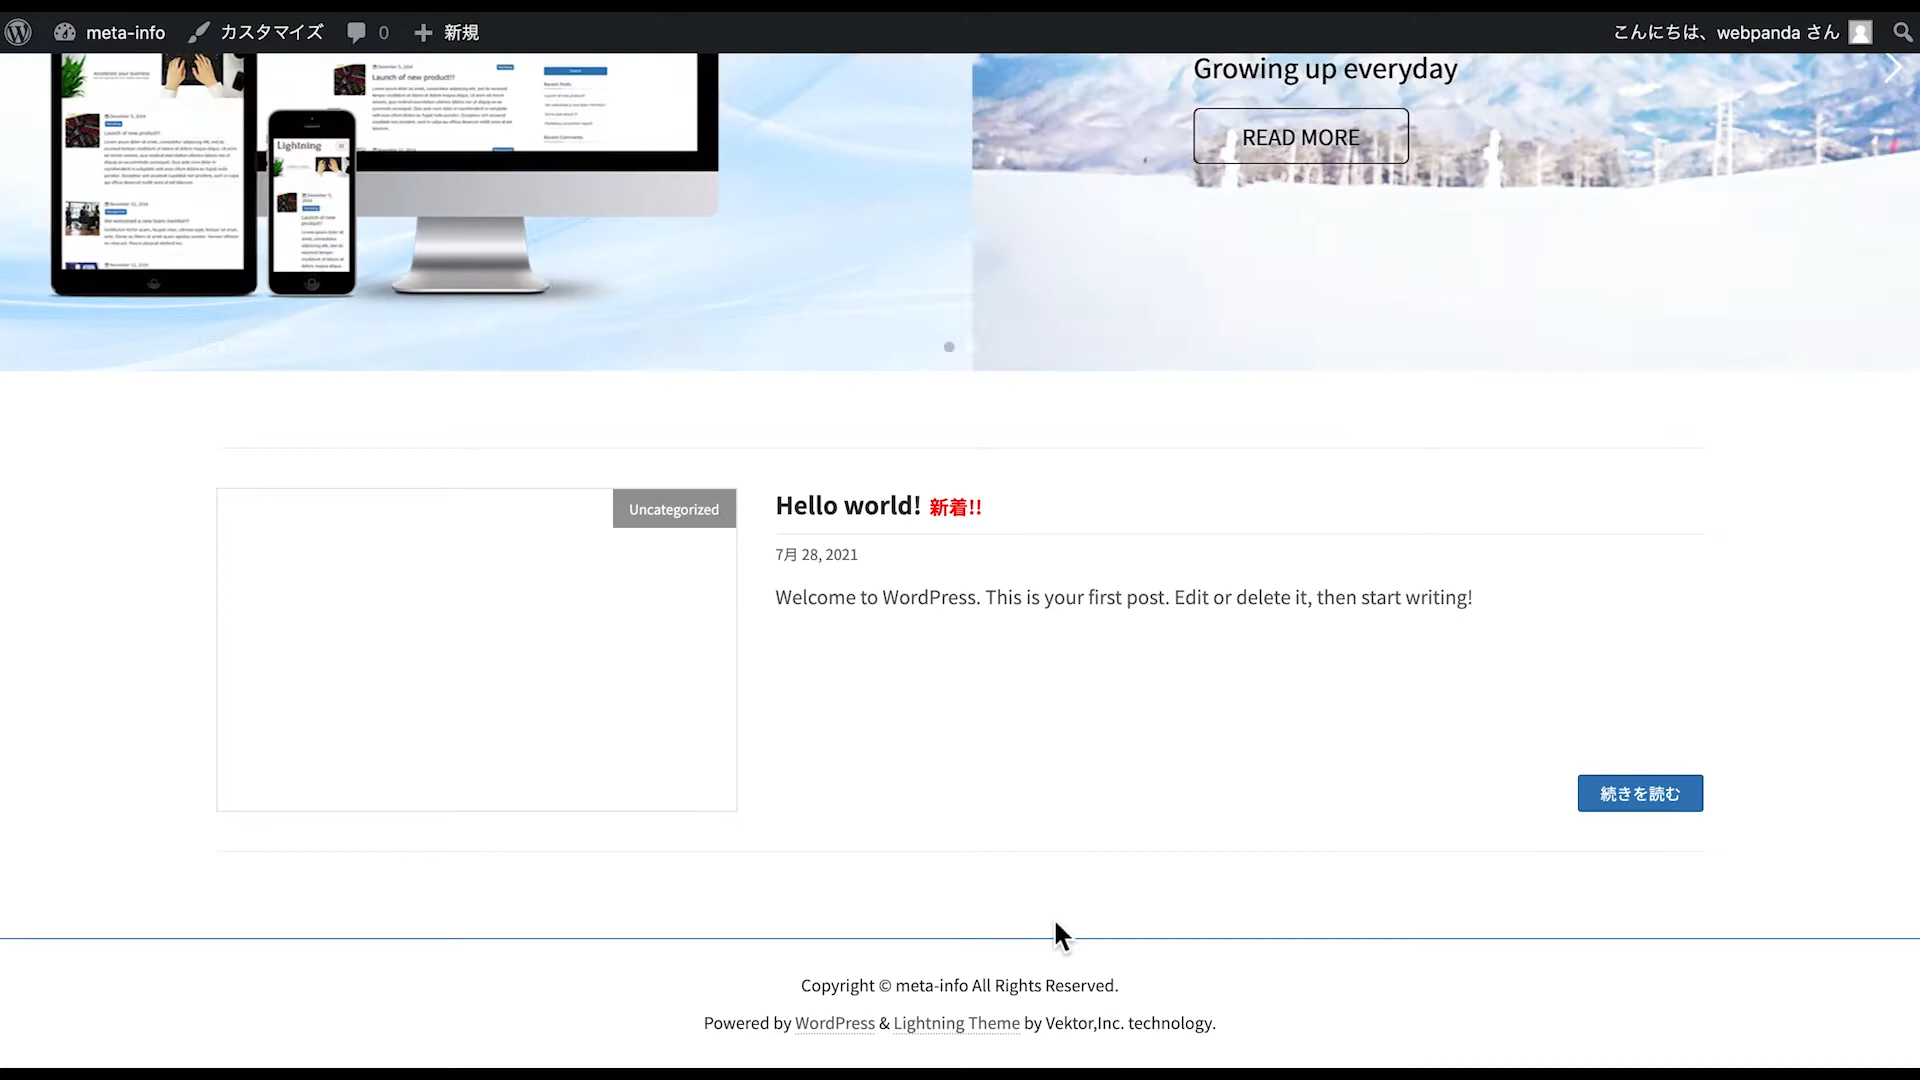 meta-info カスタマイズ 0 新規 こんにちは、webpanda さん
Growing up everyday
READ MORE
Lightning
Launch of new product!!
Uncategorized
Hello world! 新着!!
7月 28, 2021
Welcome to WordPress. This is your first post. Edit or delete it, then start writing!
続きを読む
Copyright © meta-info All Rights Reserved.
Powered by WordPress & Lightning Theme by Vektor,Inc. technology.